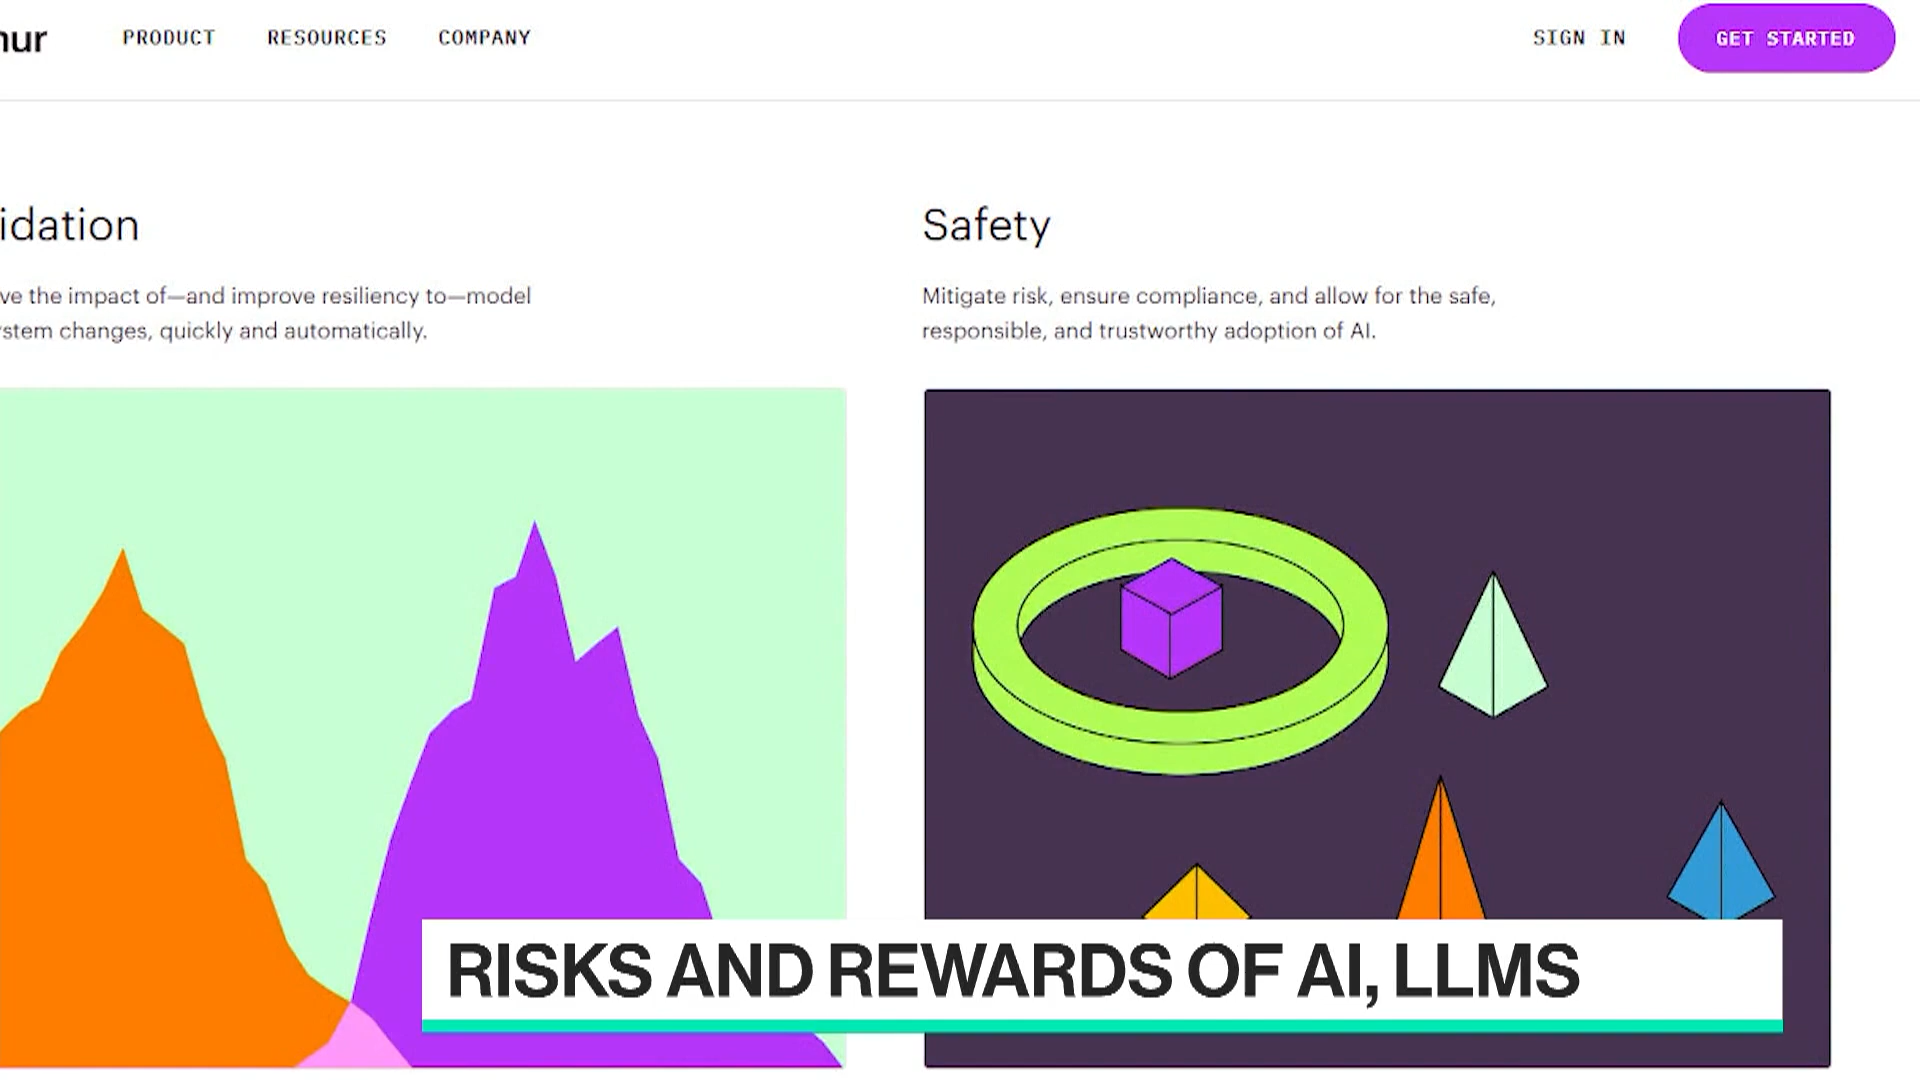 hur
PRODUCT
RESOURCES
COMPANY
SIGN IN
GET STARTED
idation
ve the impact of—and improve resiliency to—model
stem changes, quickly and automatically.
Safety
Mitigate risk, ensure compliance, and allow for the safe,
responsible, and trustworthy adoption of AI.
RISKS AND REWARDS OF AI, LLMS